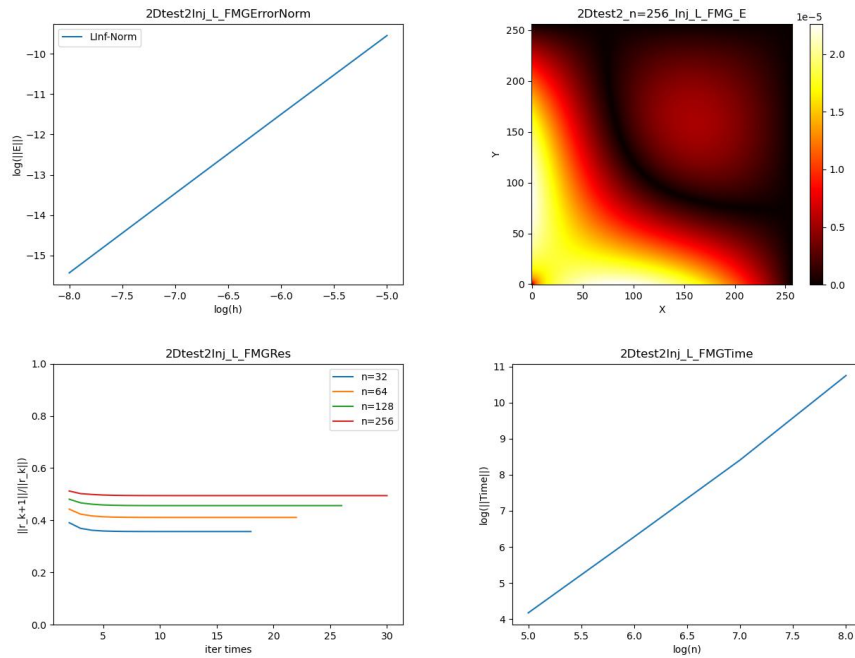 2Dtest2Inj_L_FMGErrorNorm
LInf-Norm
log(||E||)
−10
−11
−12
−13
−14
−15
−8.0 −7.5 −7.0 −6.5 −6.0 −5.5 −5.0
log(h)
2Dtest2_n=256_Inj_L_FMG_E
1e−5
Y
250
200
150
100
50
0
0 50 100 150 200 250
X
2.0
1.5
1.0
0.5
0.0
2Dtest2Inj_L_FMGRes
n=32
n=64
n=128
n=256
||r_k+1||/||r_k||
1.0
0.8
0.6
0.4
0.2
0.0
5 10 15 20 25 30
iter times
2Dtest2Inj_L_FMGTime
log(||Time||)
11
10
9
8
7
6
5
4
5.0 5.5 6.0 6.5 7.0 7.5 8.0
log(n)